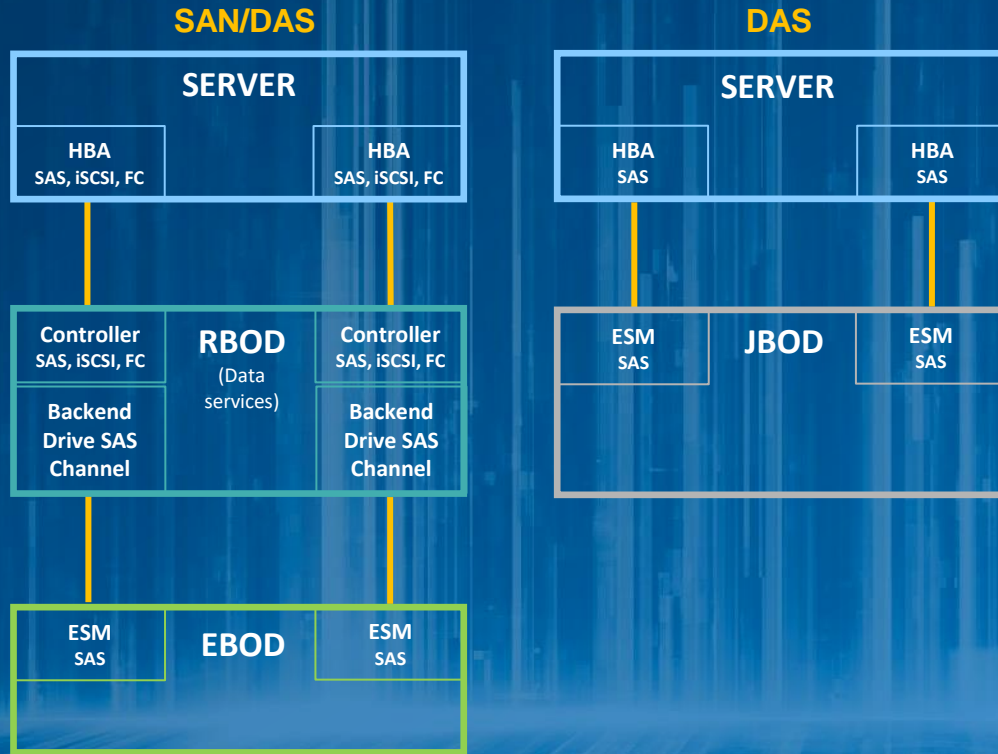 SAN/DAS
SERVER
HBA
SAS, iSCSI, FC
HBA
SAS, iSCSI, FC
Controller
SAS, iSCSI, FC
RBOD
(Data
services)
Controller
SAS, iSCSI, FC
Backend
Drive SAS
Channel
Backend
Drive SAS
Channel
ESM
SAS
EBOD
ESM
SAS
DAS
SERVER
HBA
SAS
HBA
SAS
ESM
SAS
JBOD
ESM
SAS